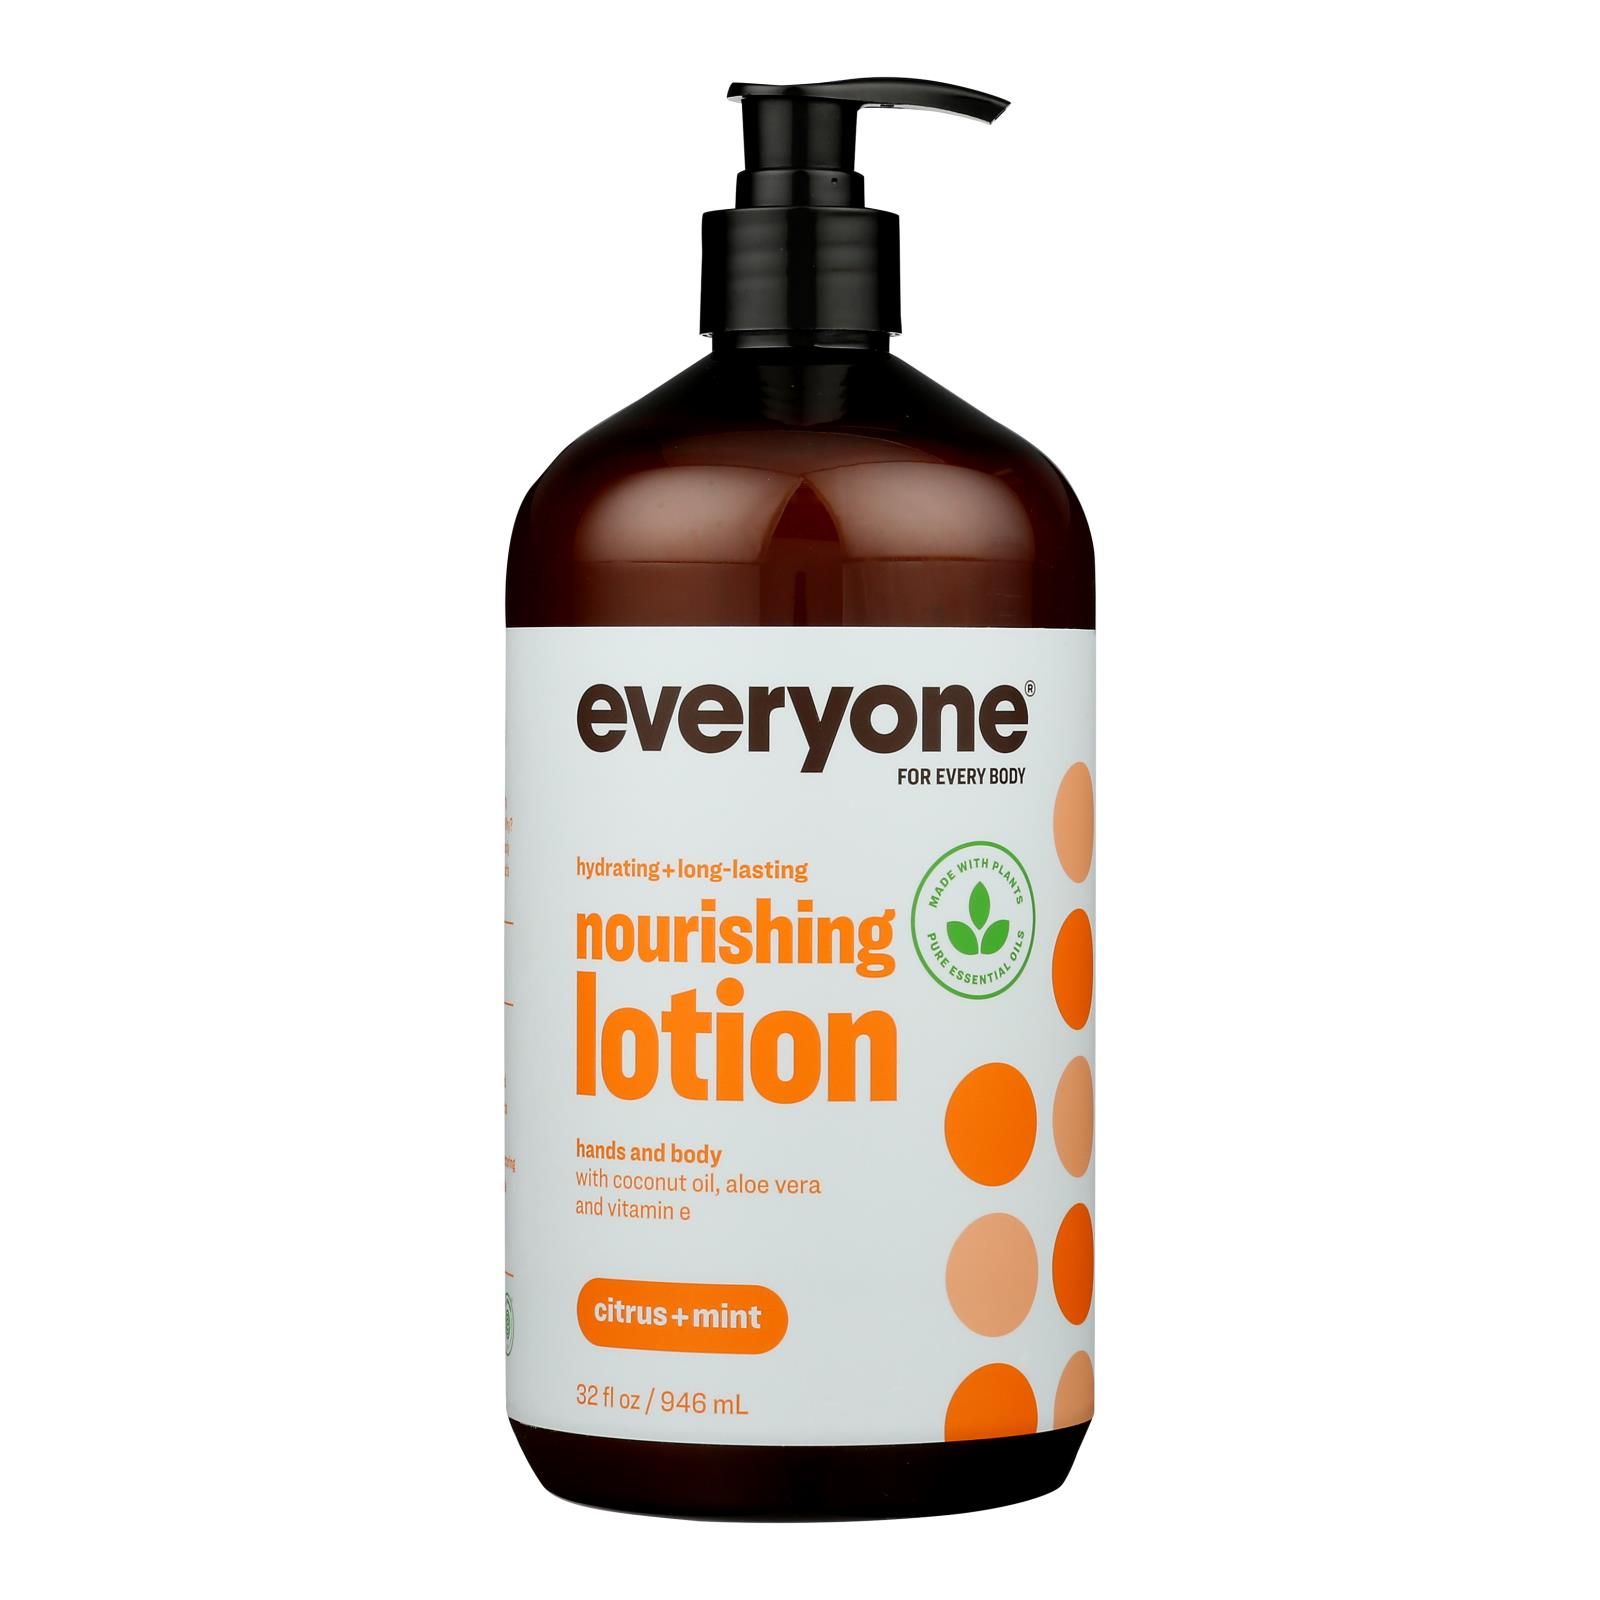 everyone®
FOR EVERY BODY
hydrating+long-lasting
nourishing
lotion
MADE WITH PLANTS
PURE ESSENTIAL OILS
hands and body
with coconut oil, aloe vera
and vitamin e
citrus+mint
32 fl oz / 946 mL